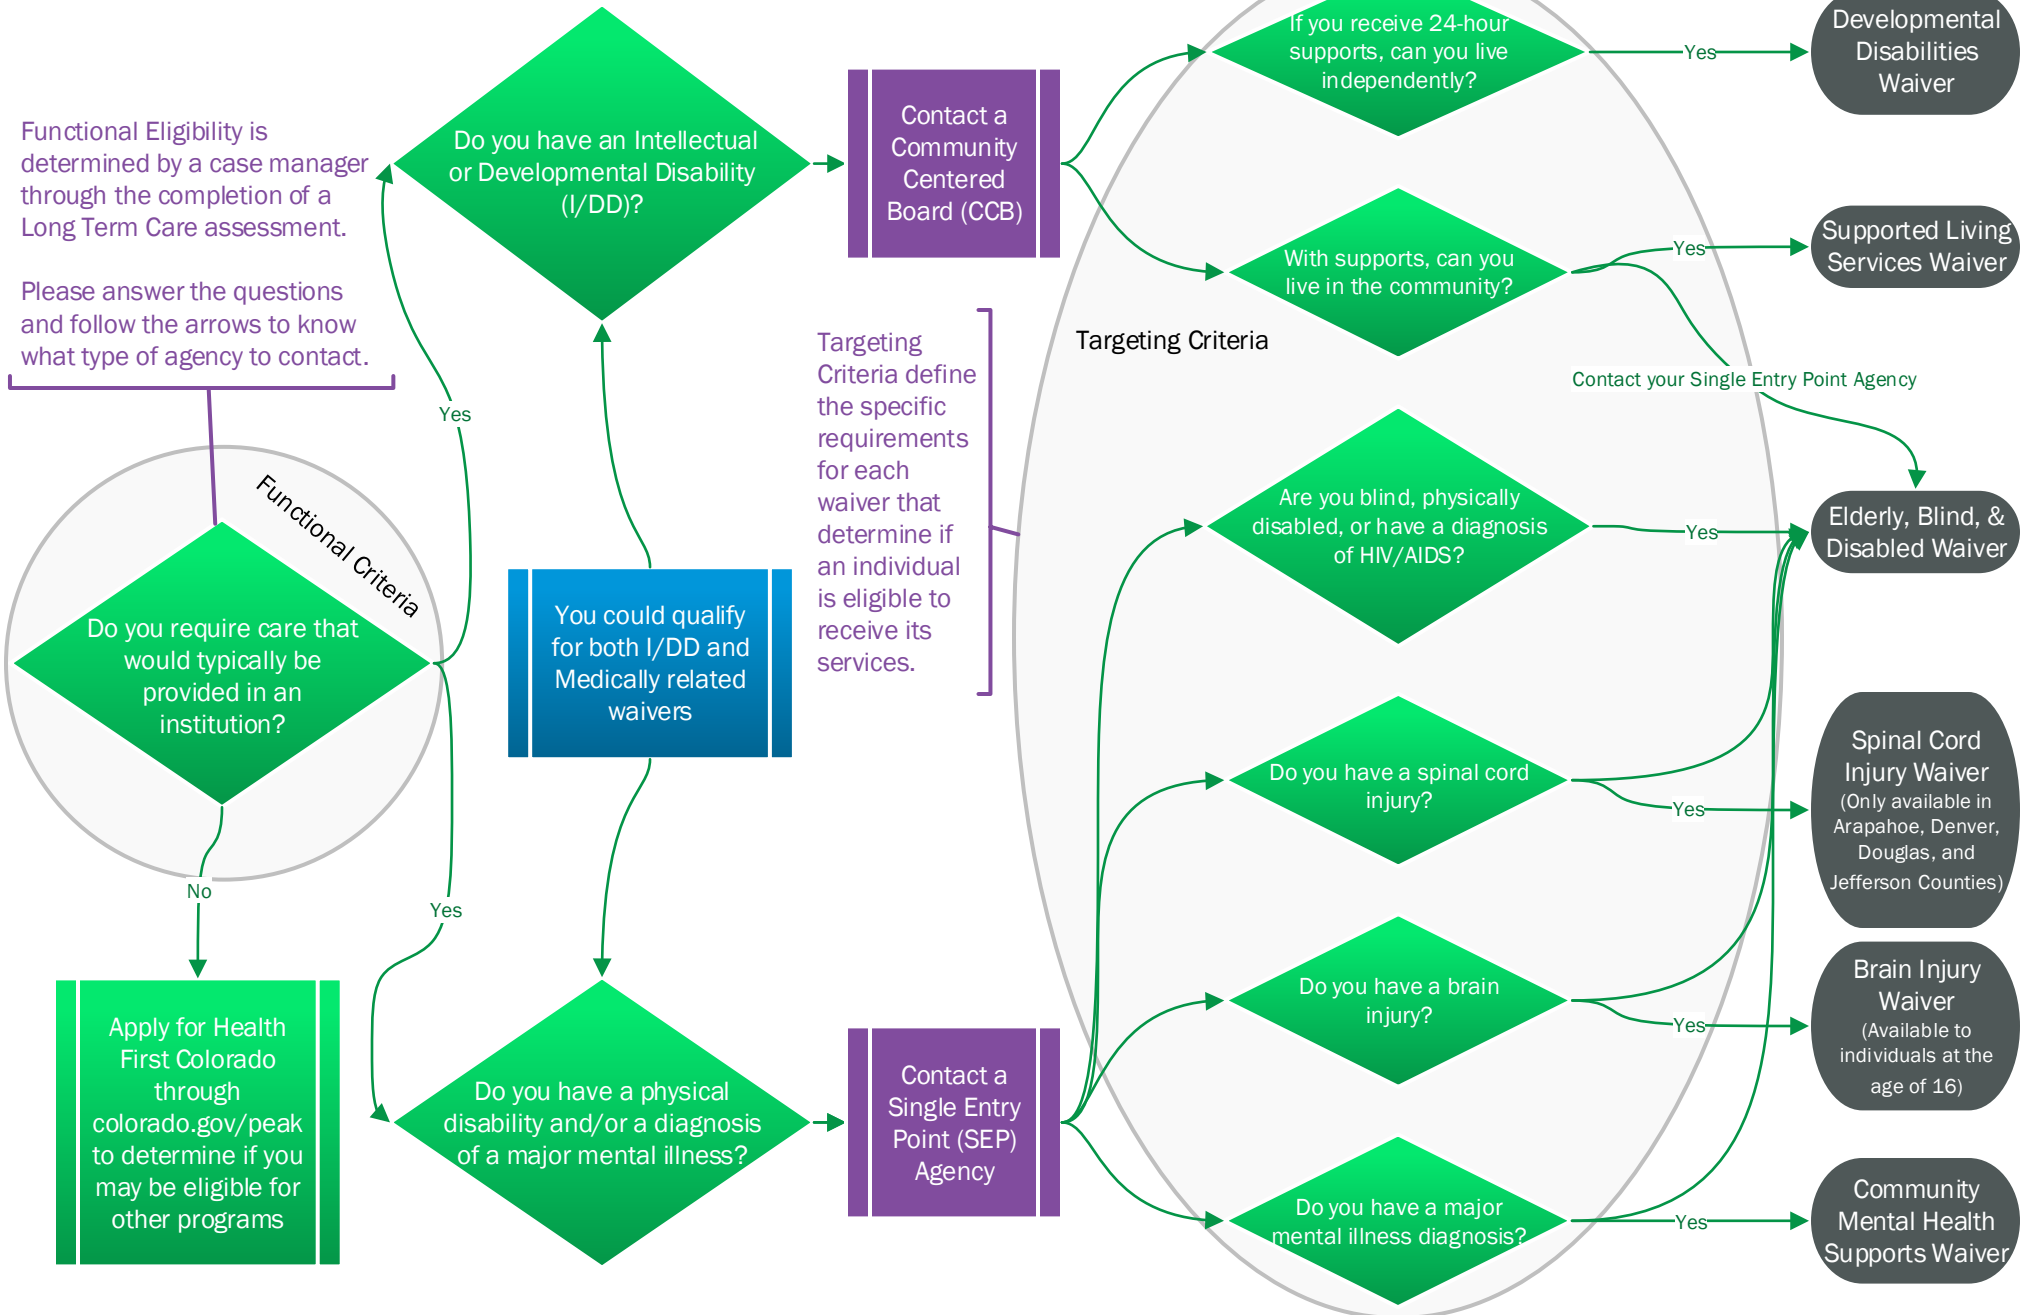 Functional Eligibility is
determined by a case manager
through the completion of a
Long Term Care assessment.
Please answer the questions
and follow the arrows to know
what type of agency to contact.
Functional Criteria
Do you require care that
would typically be
provided in an
institution?
Yes
Yes
No
Apply for Health
First Colorado
through
colorado.gov/peak
to determine if you
may be eligible for
other programs
Do you have an Intellectual
or Developmental Disability
(I/DD)?
You could qualify
for both I/DD and
Medically related
waivers
Do you have a physical
disability and/or a diagnosis
of a major mental illness?
Contact a
Community
Centered
Board (CCB)
Targeting
Criteria define
the specific
requirements
for each
waiver that
determine if
an individual
is eligible to
receive its
services.
Contact a
Single Entry
Point (SEP)
Agency
Targeting Criteria
If you receive 24-hour
supports, can you live
independently?
Yes
Developmental
Disabilities
Waiver
With supports, can you
live in the community?
Yes
Supported Living
Services Waiver
Contact your Single Entry Point Agency
Are you blind, physically
disabled, or have a diagnosis
of HIV/AIDS?
Yes
Elderly, Blind, &
Disabled Waiver
Do you have a spinal cord
injury?
Yes
Spinal Cord
Injury Waiver
(Only available in
Arapahoe, Denver,
Douglas, and
Jefferson Counties)
Do you have a brain
injury?
Yes
Brain Injury
Waiver
(Available to
individuals at the
age of 16)
Do you have a major
mental illness diagnosis?
Yes
Community
Mental Health
Supports Waiver